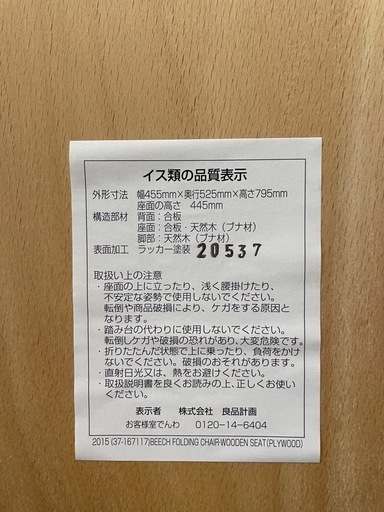 イス類の品質表示
外形寸法 幅455mm×奥行525mm×高さ795mm
座面の高さ 445mm
構造部材 背面：合板
座面：合板・天然木（ブナ材）
脚部：天然木（ブナ材）
表面加工 ラッカー塗装 20537
取扱い上の注意
・座面の上に立ったり、浅く腰掛けたり、
不安定な姿勢で使用しないでください。
転倒や商品破損により、ケガをする原因と
なります。
・踏み台の代わりに使用しないでください。
転倒しケガや破損の恐れがあり、大変危険です。
・折りたたんだ状態で上に乗ったり、負荷をかけ
ないでください。破損のおそれがあります。
・直射日光又は、熱をお避けください。
・取扱説明書を良くお読みの上、正しくお使い
ください。
表示者 株式会社 良品計画
お客様室でんわ 0120-14-6404
2015 (37-167117)BEECH FOLDING CHAIR-WOODEN SEAT(PLYWOOD)